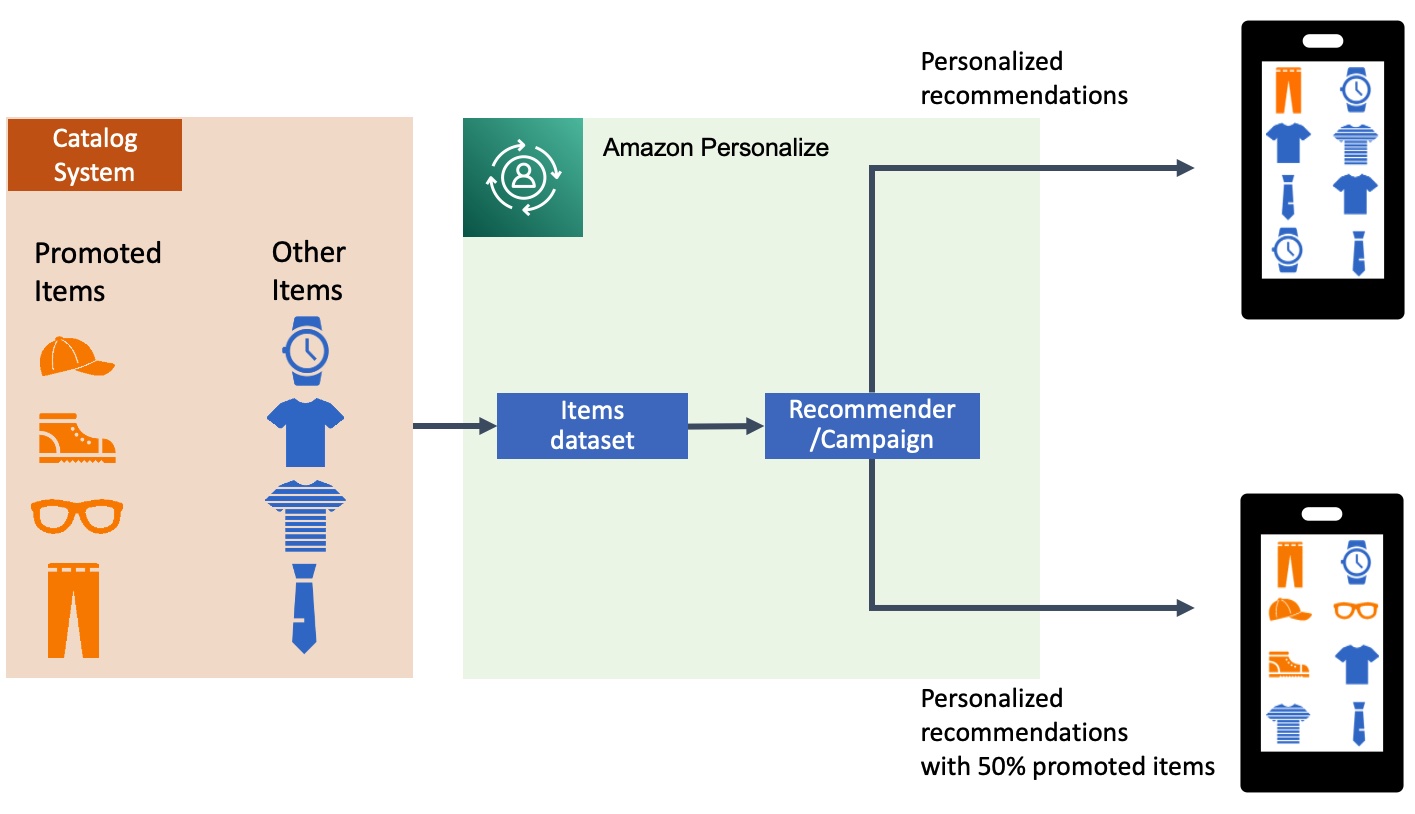 Catalog
System
Promoted
Items
Other
Items
Amazon Personalize
Items
dataset
Recommender
/Campaign
Personalized
recommendations
Personalized
recommendations
with 50% promoted items